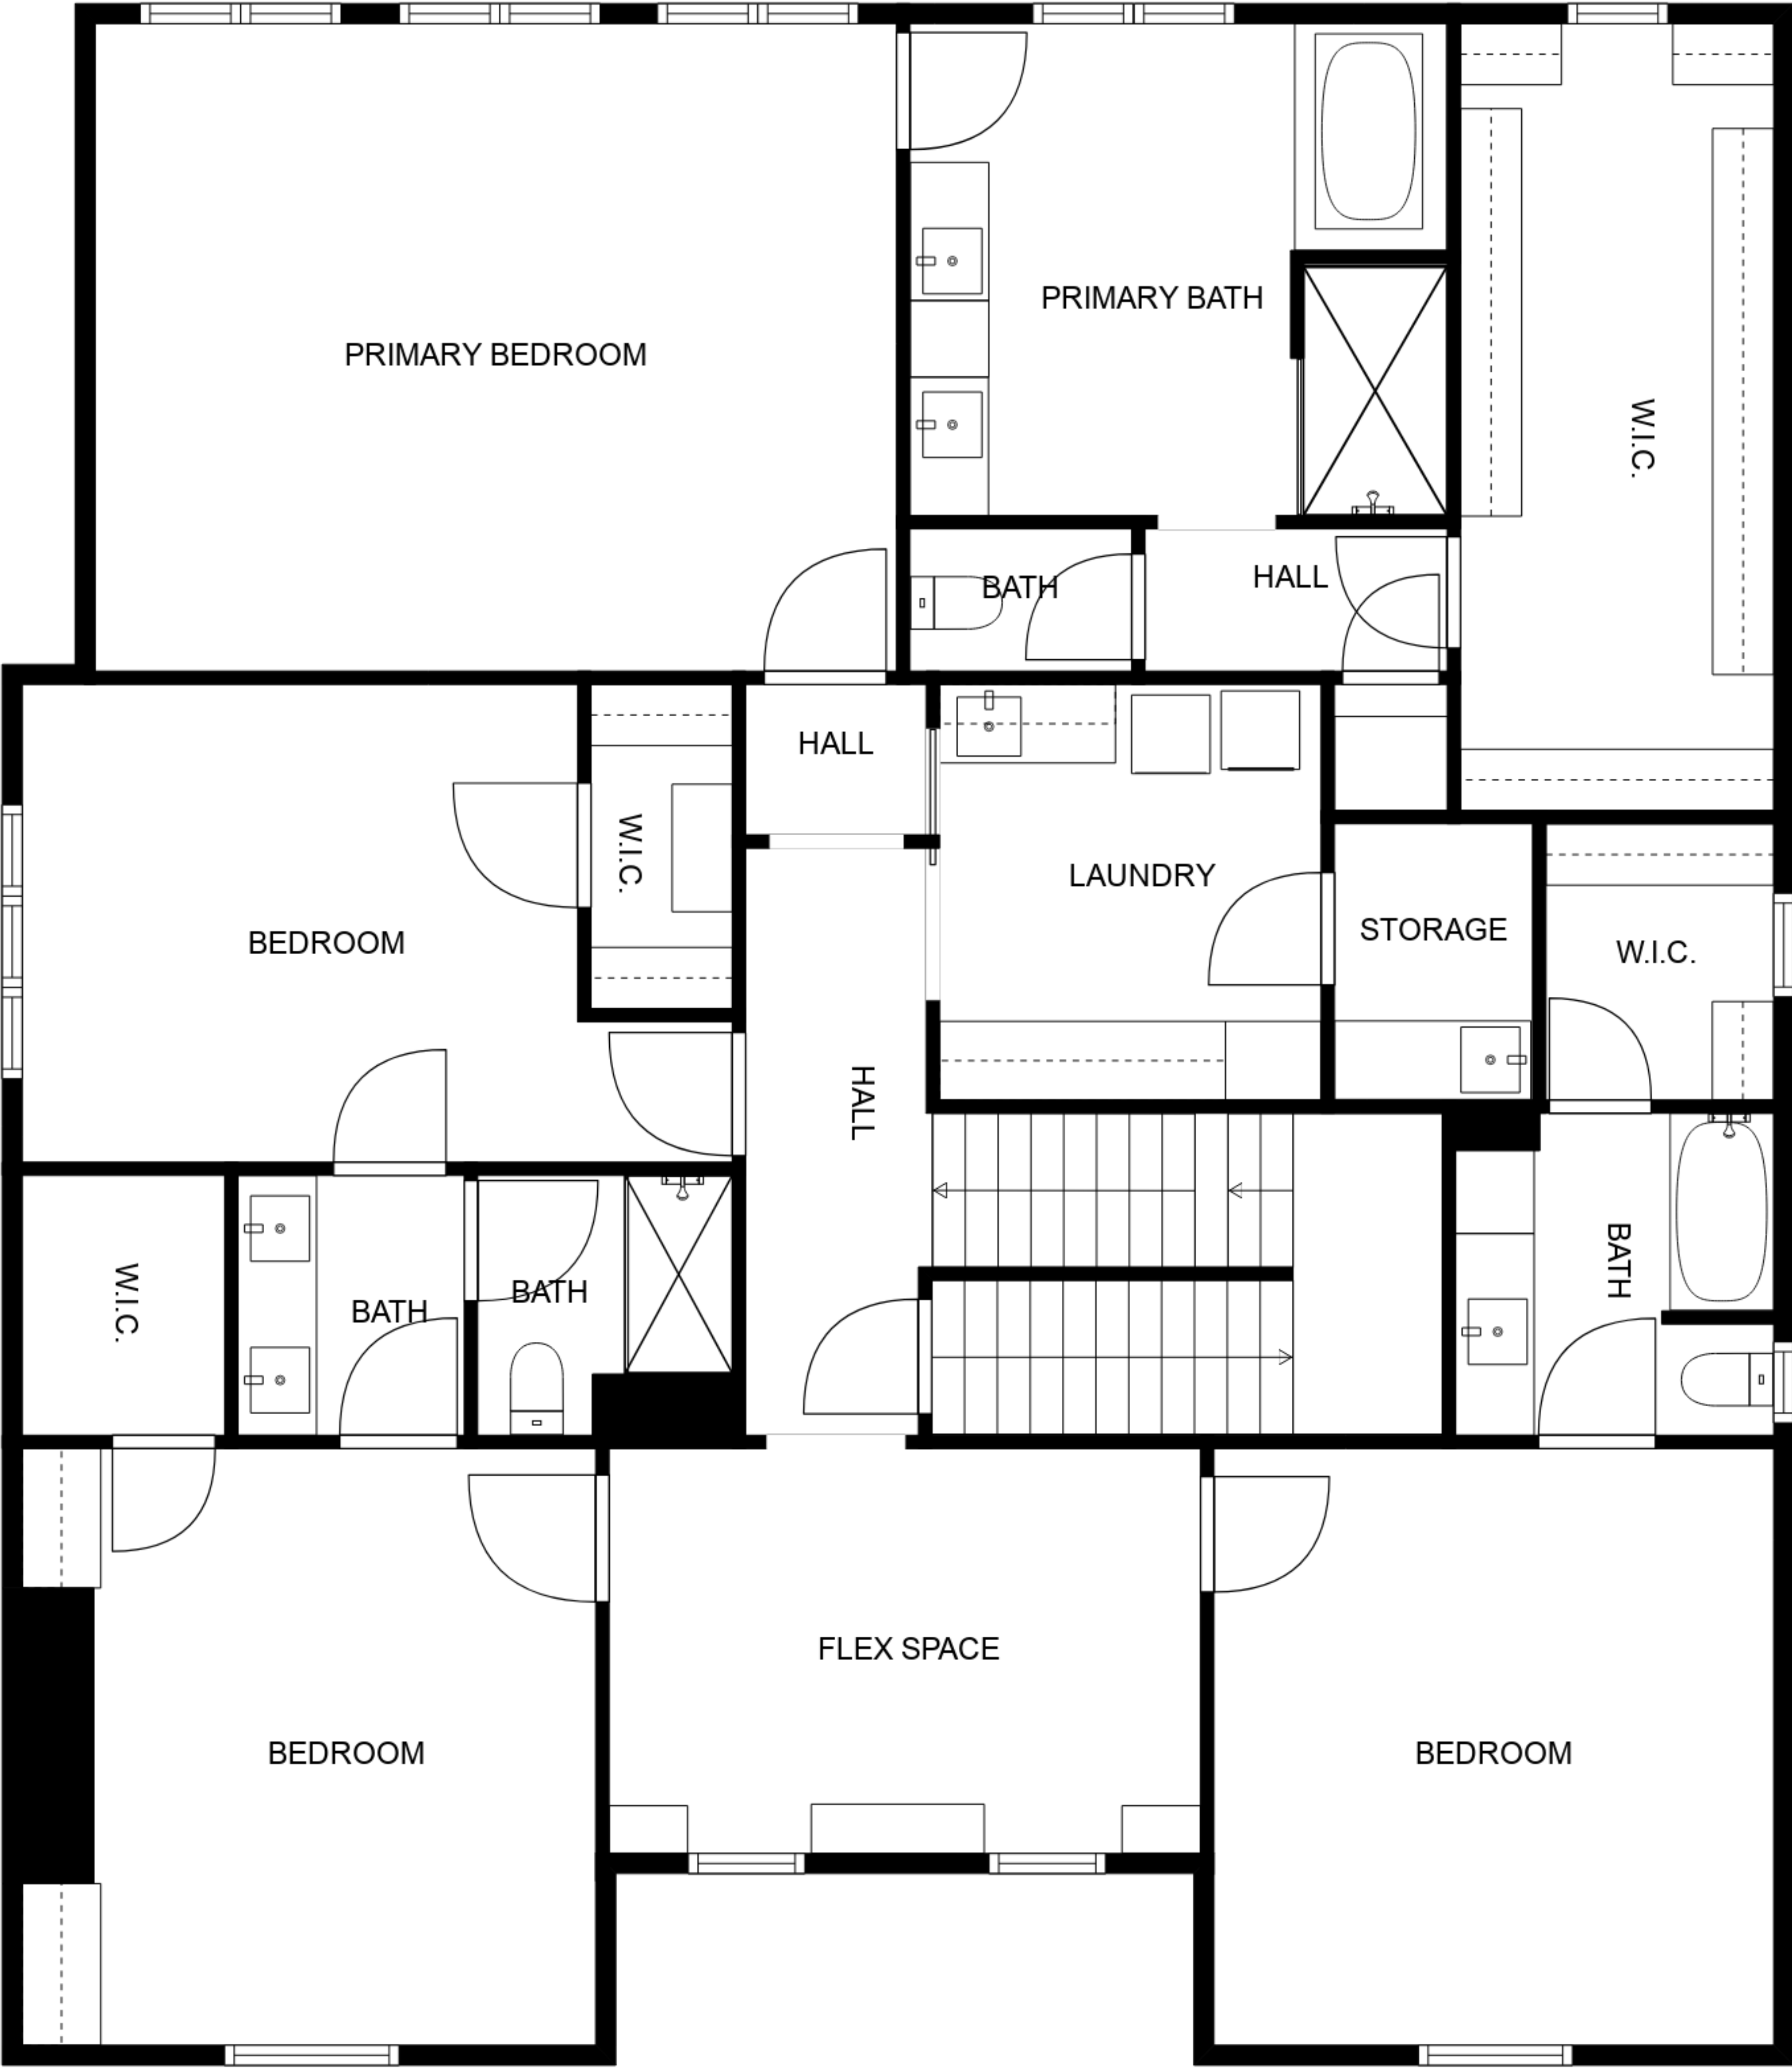 PRIMARY BATH
PRIMARY BEDROOM
W.I.C.
BATH
HALL
HALL
W.I.C.
LAUNDRY
STORAGE
BEDROOM
W.I.C.
HALL
W.I.C.
BATH
BATH
BATH
FLEX SPACE
BEDROOM
BEDROOM